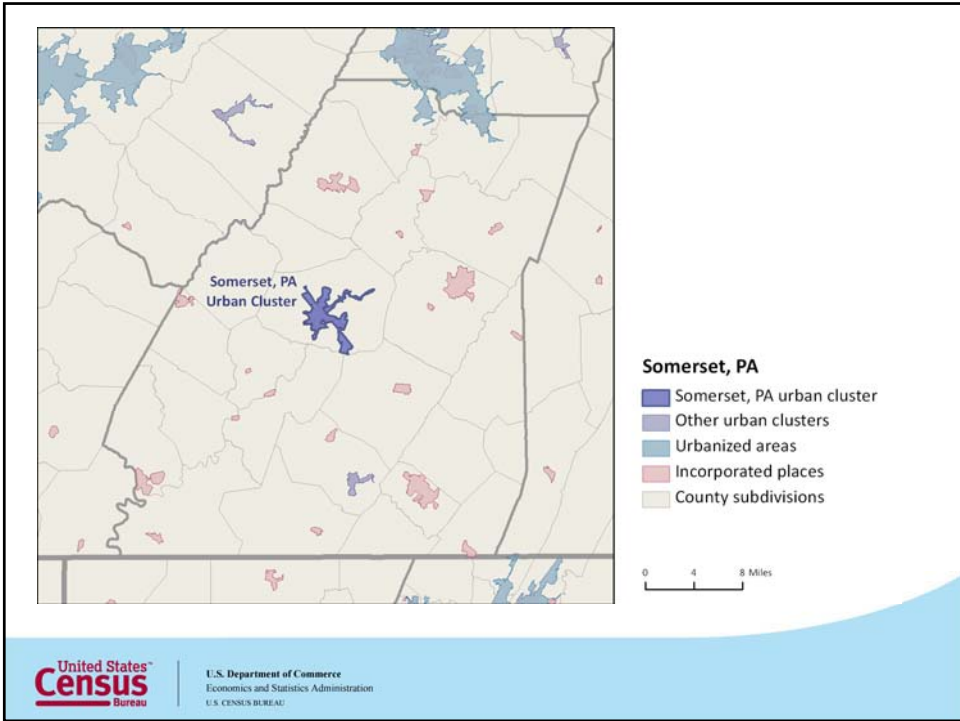 Somerset, PA
Urban Cluster
Somerset, PA
Somerset, PA urban cluster
Other urban clusters
Urbanized areas
Incorporated places
County subdivisions
0 4 8 Miles
United States™
Census
Bureau
U.S. Department of Commerce
Economics and Statistics Administration
U.S. CENSUS BUREAU